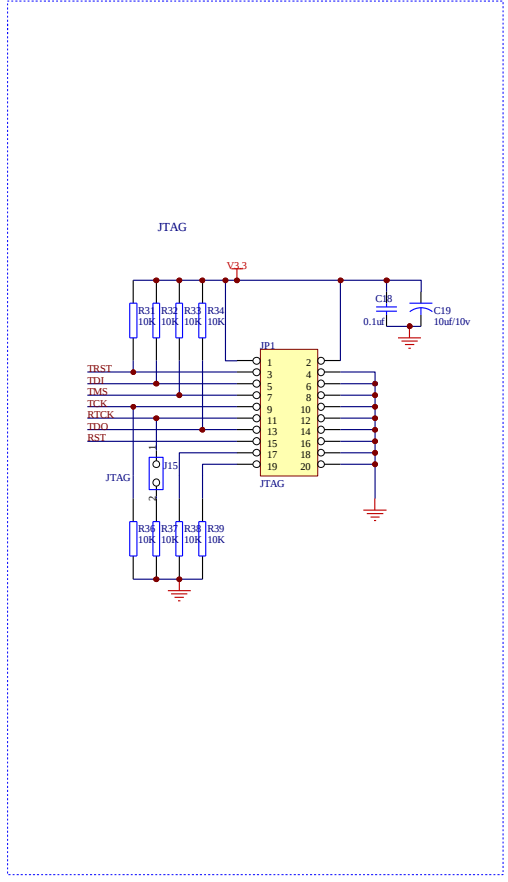 JTAG
V3.3
C18
R31 R32 R33 R34
C19
10K 10K 10K 10K
0.1uf
10uf/10v
JP1
1 2
TRST
3 4
TDI
5 6
TMS
7 8
TCK
9 10
RTCK
11 12
TDO
13 14
RST
15 16
1
17 18
J15
19 20
JTAG
JTAG
2
R36 R37 R38 R39
10K 10K 10K 10K